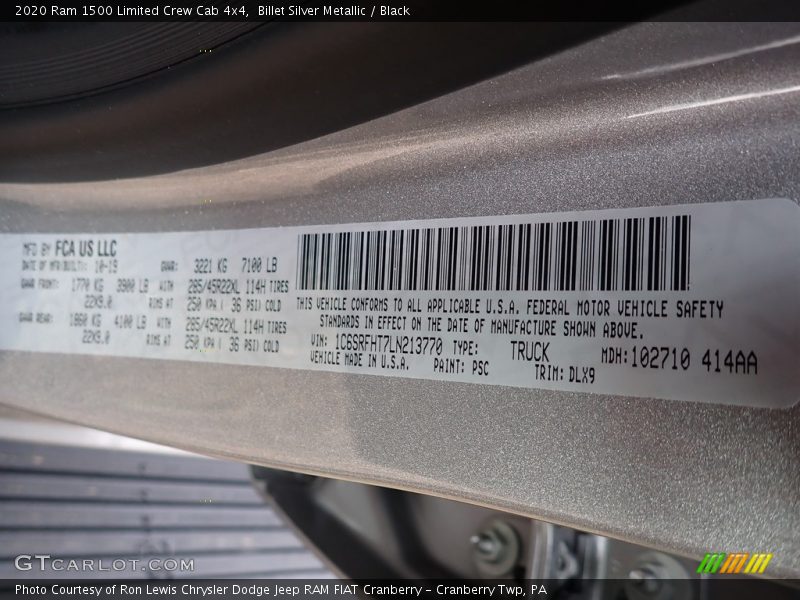 2020 Ram 1500 Limited Crew Cab 4x4,  Billet Silver Metallic / Black
MFD BY FCA US LLC
DATE OF MFR/BUILT: 10-19 GVWR: 3221 KG 7100 LB
GAWR FRONT: 1770 KG 3900 LB WITH 285/45R22XL 114H TIRES
22X9.0 RIMS AT 250 KPA ( 36 PSI) COLD
GAWR REAR: 1860 KG 4100 LB WITH 285/45R22XL 114H TIRES
22X9.0 RIMS AT 250 KPA ( 36 PSI) COLD
THIS VEHICLE CONFORMS TO ALL APPLICABLE U.S.A. FEDERAL MOTOR VEHICLE SAFETY
STANDARDS IN EFFECT ON THE DATE OF MANUFACTURE SHOWN ABOVE.
VIN: 1C6SRFHT7LN213770 TYPE: TRUCK MDH: 102710 414AA
VEHICLE MADE IN U.S.A. PAINT: PSC TRIM: DLX9
GTCARLOT.COM
Photo Courtesy of Ron Lewis Chrysler Dodge Jeep RAM FIAT Cranberry – Cranberry Twp, PA